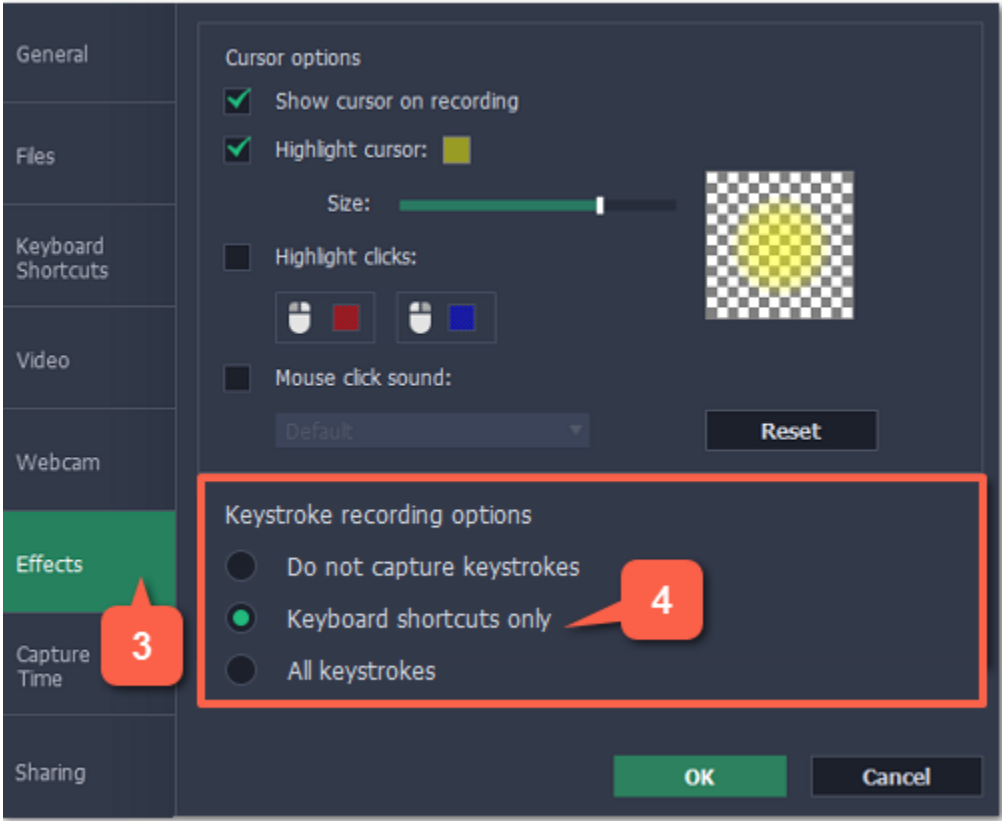 General
Files
Keyboard
Shortcuts
Video
Webcam
Effects
3
Capture
Time
Sharing
Cursor options
Show cursor on recording
Highlight cursor:
Size:
Highlight clicks:
Mouse click sound:
Default
Reset
Keystroke recording options
Do not capture keystrokes
Keyboard shortcuts only
4
All keystrokes
OK
Cancel